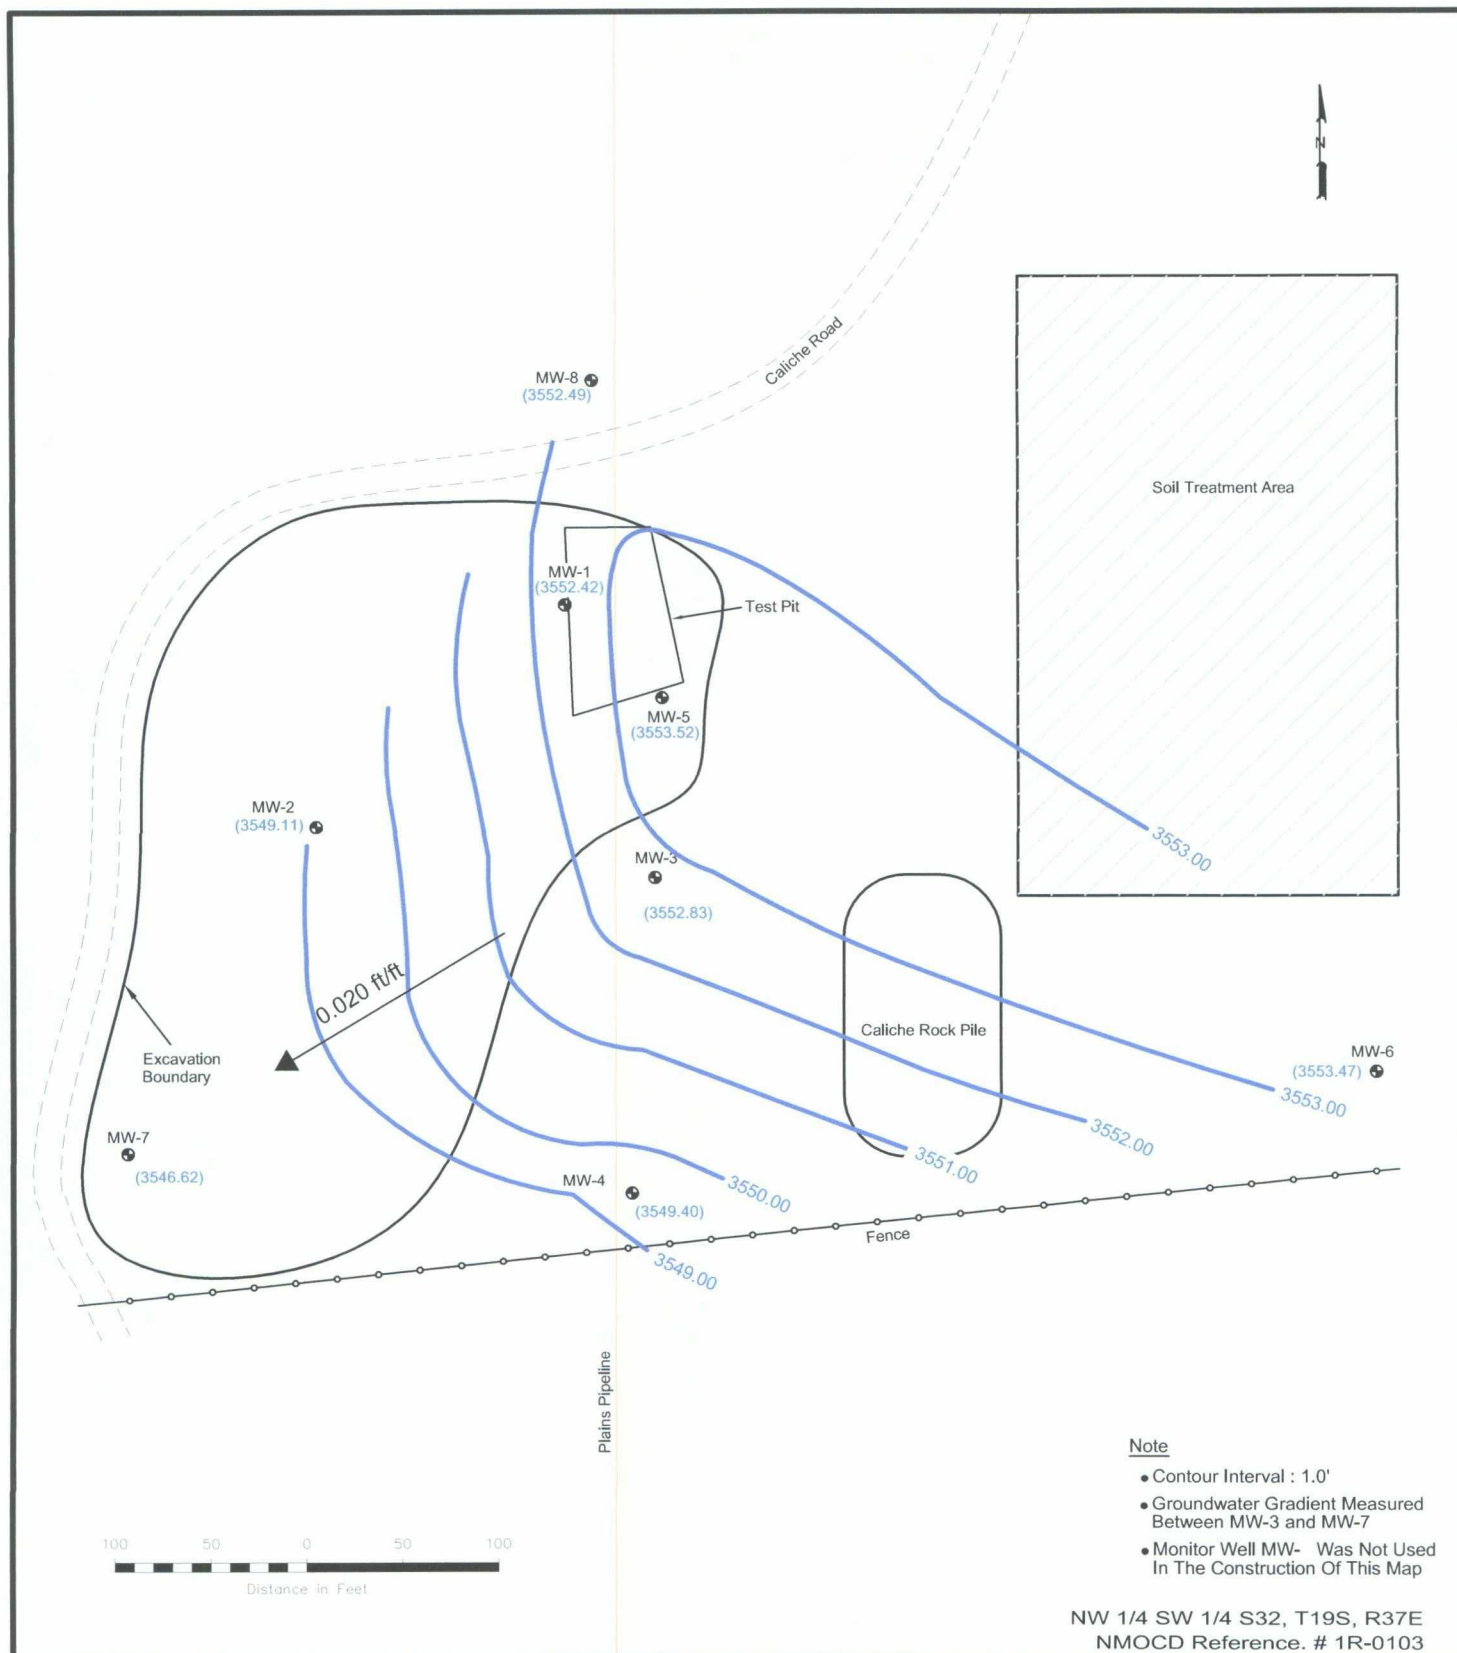 N
Caliche Road
MW-8
(3552.49)
Soil Treatment Area
MW-1
(3552.42)
Test Pit
MW-5
(3553.52)
MW-2
(3549.11)
3553.00
MW-3
(3552.83)
0.020 ft/ft
Caliche Rock Pile
Excavation
Boundary
MW-6
(3553.47)
3553.00
3552.00
3551.00
MW-7
(3546.62)
3550.00
MW-4
(3549.40)
Fence
3549.00
Plains Pipeline
Note
• Contour Interval : 1.0'
• Groundwater Gradient Measured
Between MW-3 and MW-7
• Monitor Well MW- Was Not Used
In The Construction Of This Map
100 50 0 50 100
Distance in Feet
NW 1/4 SW 1/4 S32, T19S, R37E
NMOCD Reference. # 1R-0103